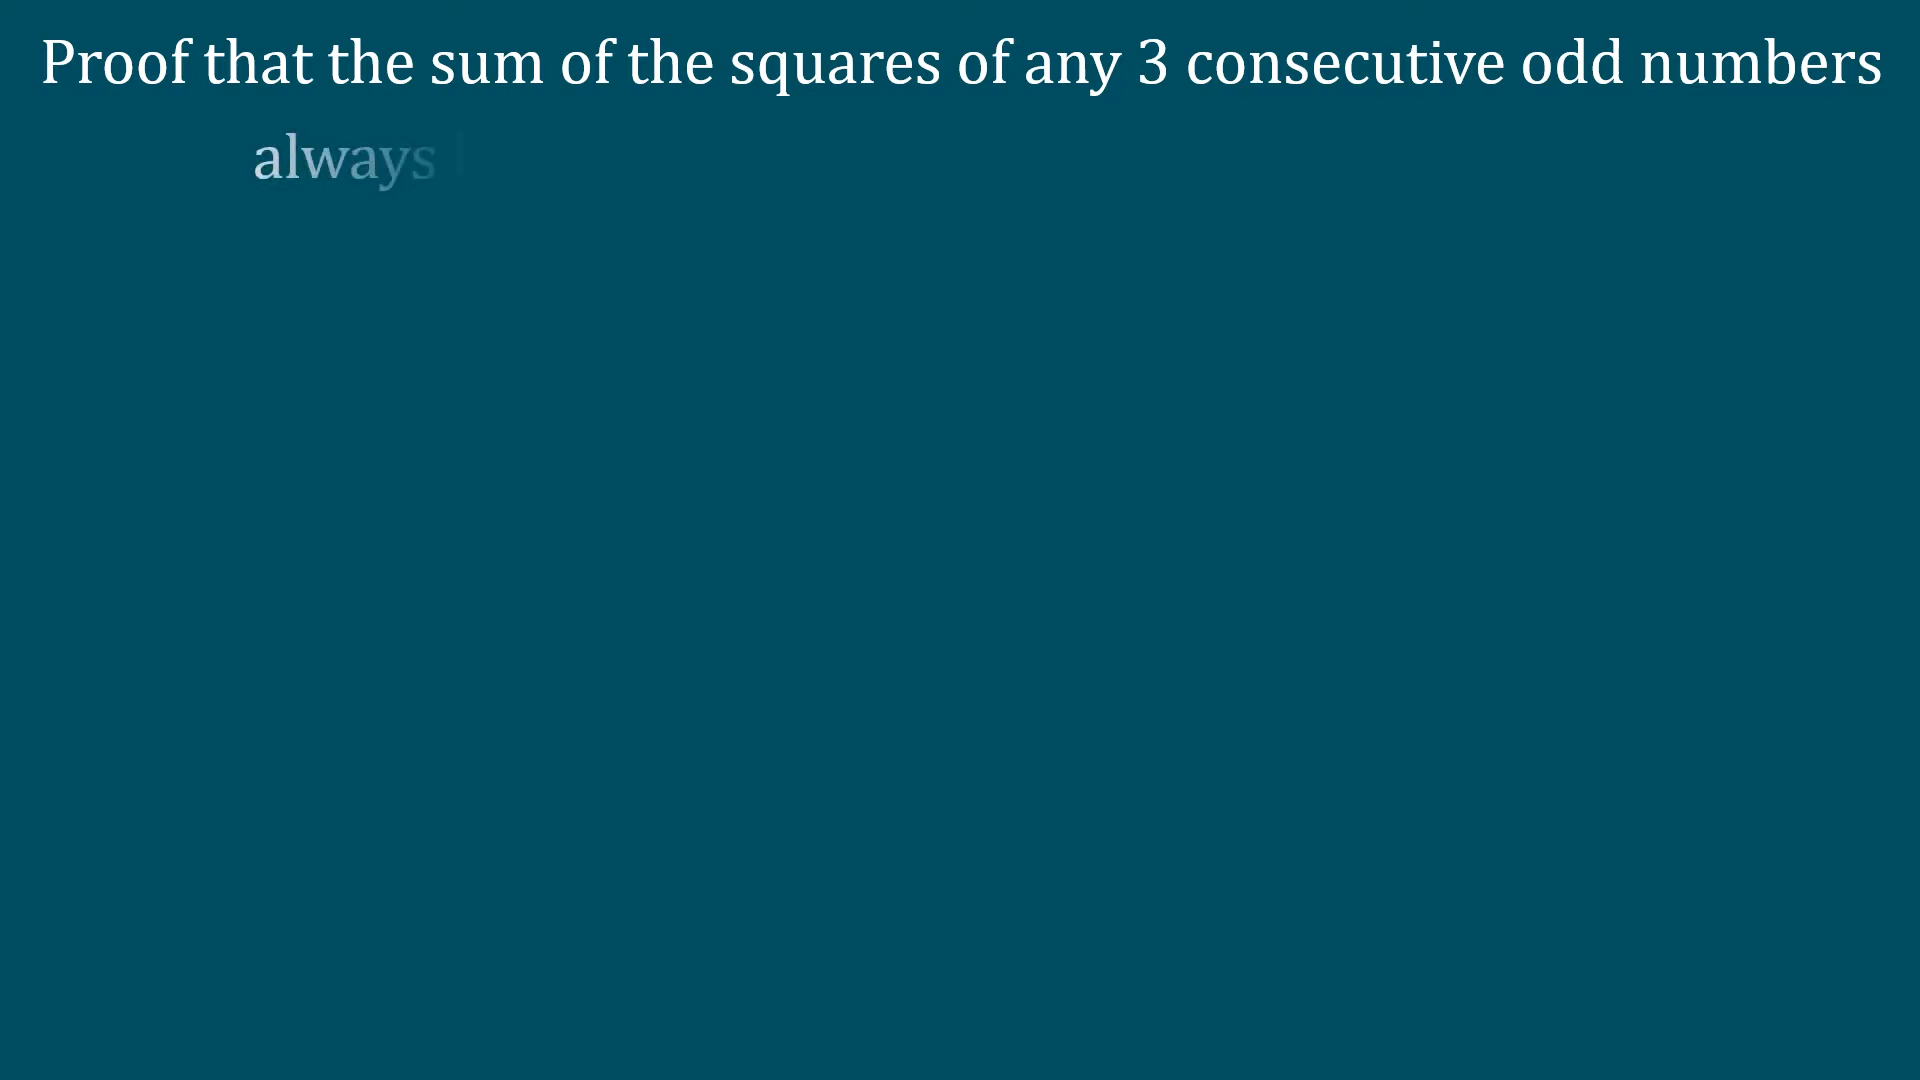 Proof that the sum of the squares of any 3 consecutive odd numbers
always